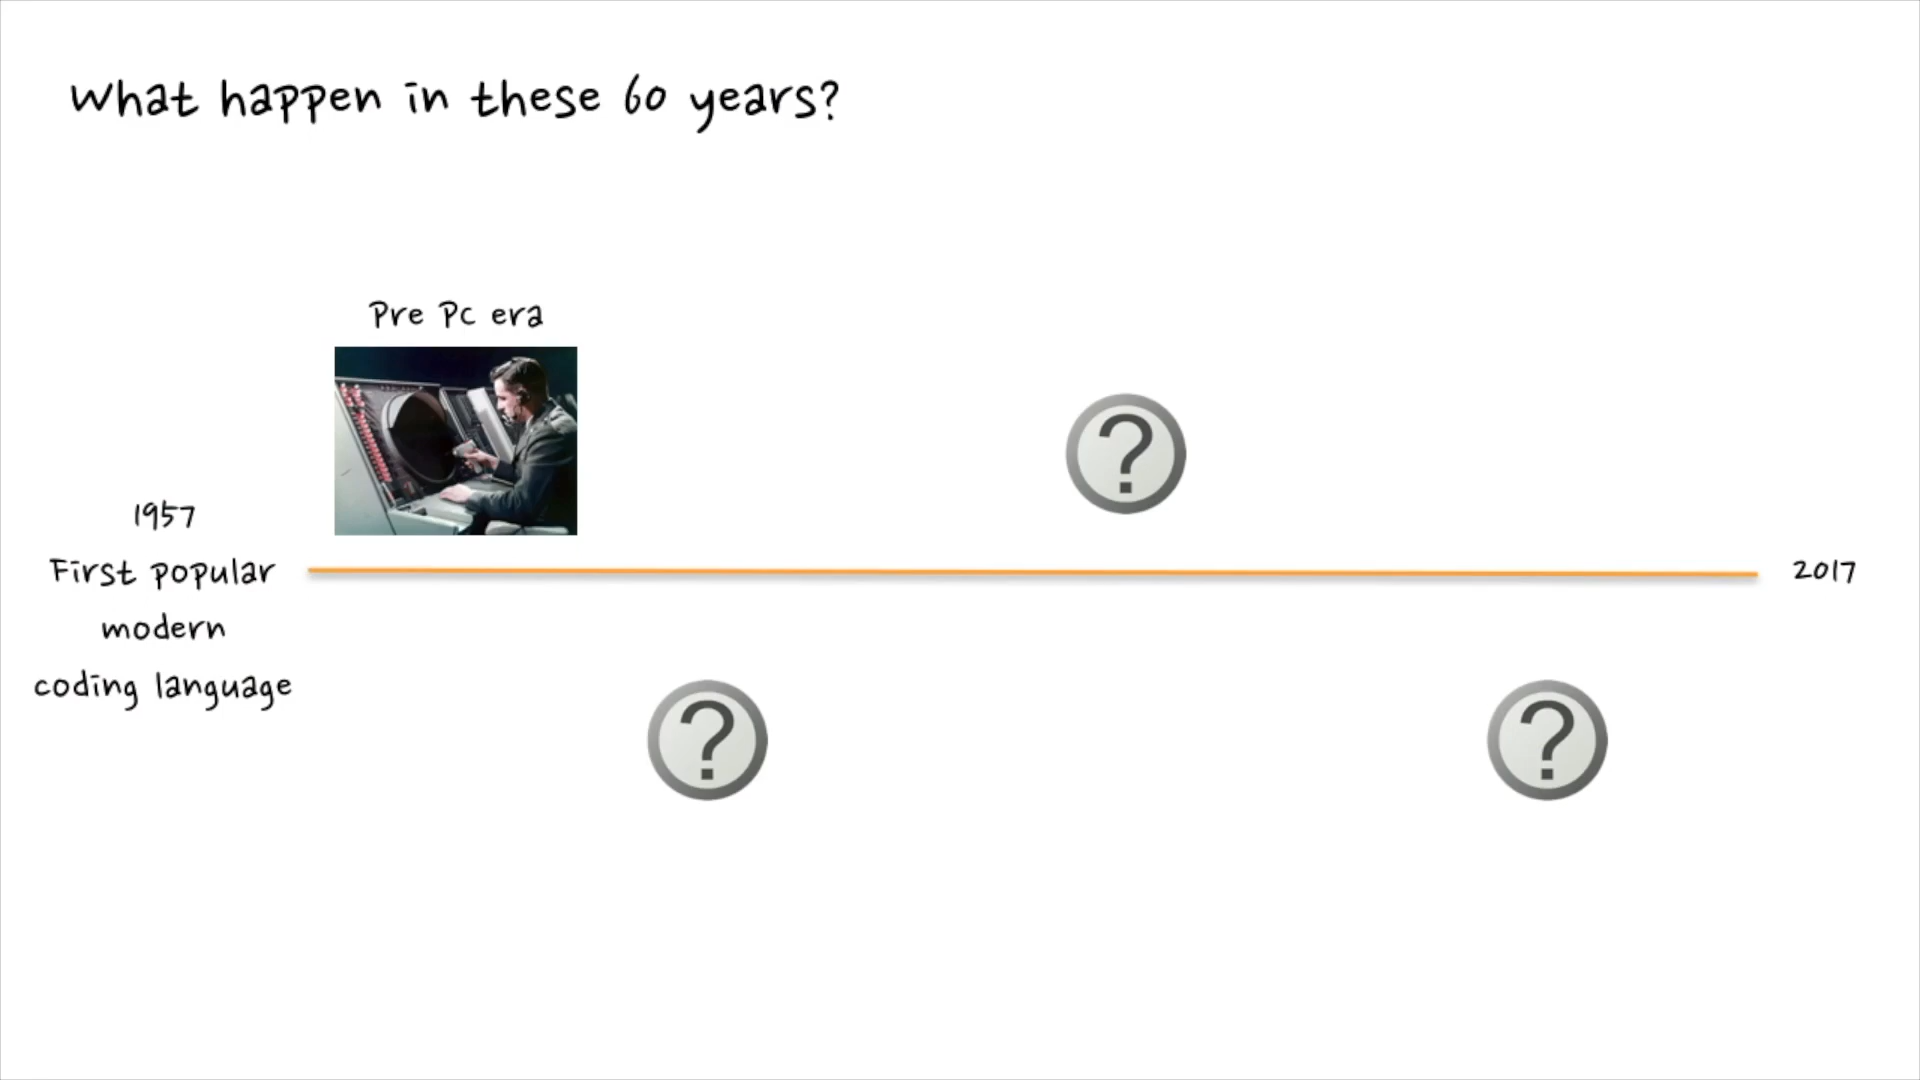 What happen in these 60 years?
Pre PC era
1957
First popular
modern
coding language
2017
?
?
?